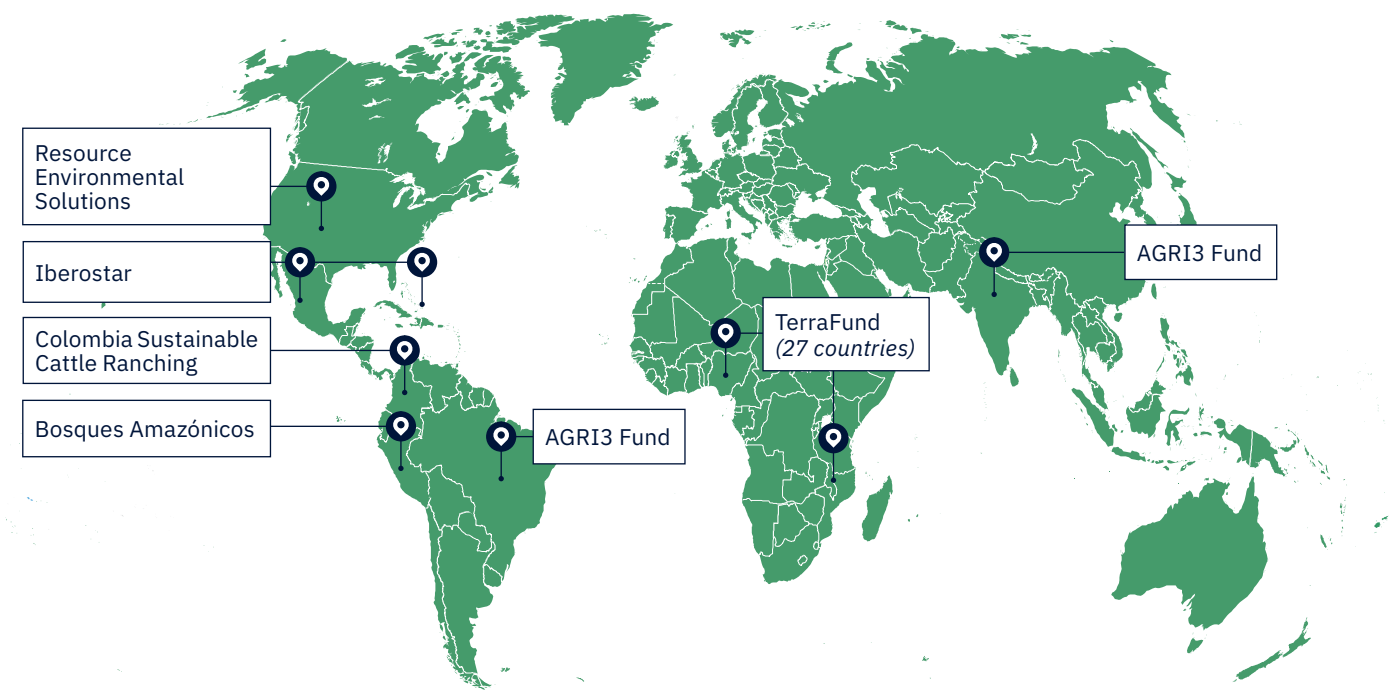 Resource
Environmental
Solutions
Iberostar
Colombia Sustainable
Cattle Ranching
Bosques Amazónicos
AGRI3 Fund
TerraFund
(27 countries)
AGRI3 Fund